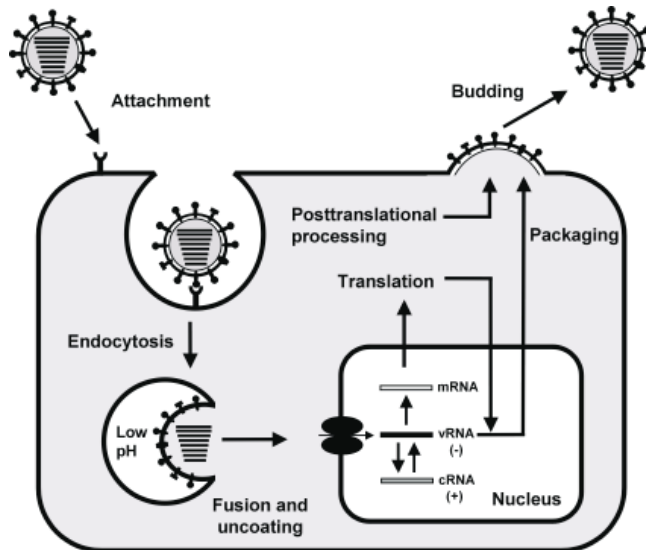 Attachment
Budding
Posttranslational
processing
Packaging
Translation
Endocytosis
mRNA
Low
pH
vRNA
(-)
cRNA
(+)
Nucleus
Fusion and
uncoating